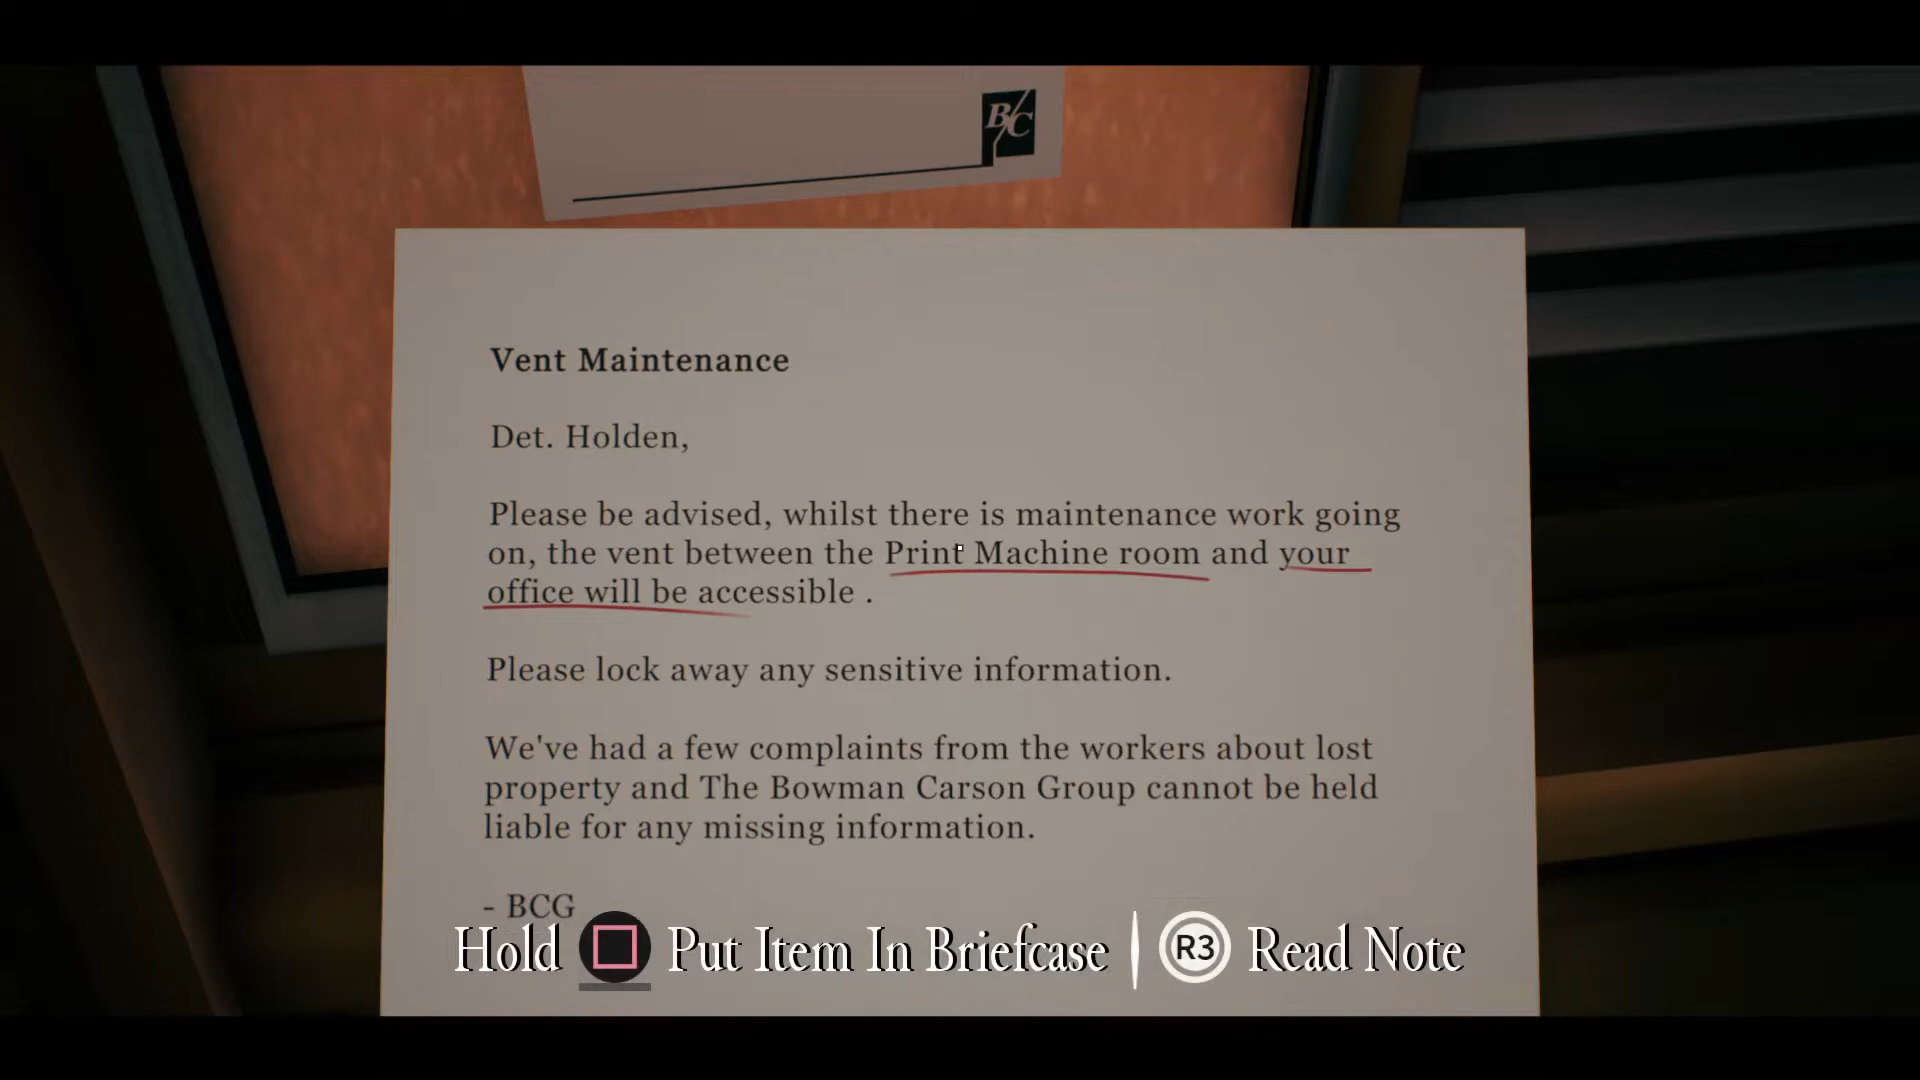 B/C
Vent Maintenance
Det. Holden,
Please be advised, whilst there is maintenance work going
on, the vent between the Print Machine room and your
office will be accessible .
Please lock away any sensitive information.
We've had a few complaints from the workers about lost
property and The Bowman Carson Group cannot be held
liable for any missing information.
- BCG
Hold Put Item In Briefcase | R3 Read Note